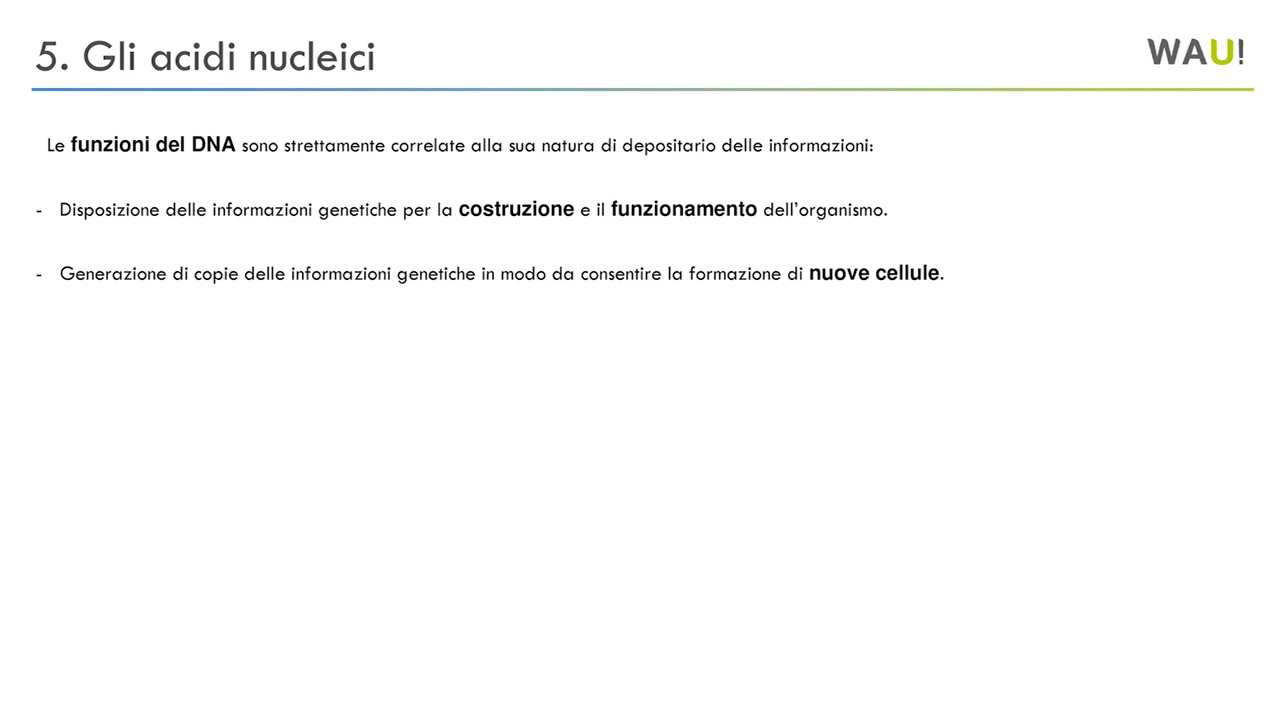 5. Gli acidi nucleici
WAU!
Le funzioni del DNA sono strettamente correlate alla sua natura di depositario delle informazioni:
- Disposizione delle informazioni genetiche per la costruzione e il funzionamento dell'organismo.
- Generazione di copie delle informazioni genetiche in modo da consentire la formazione di nuove cellule.